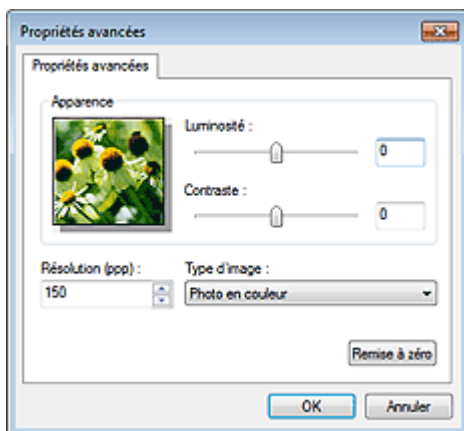 Propriétés avancées
Propriétés avancées
Apparence
Luminosité :
0
Contraste :
0
Résolution (ppp) :
150
Type d'image :
Photo en couleur
Remise à zéro
OK
Annuler